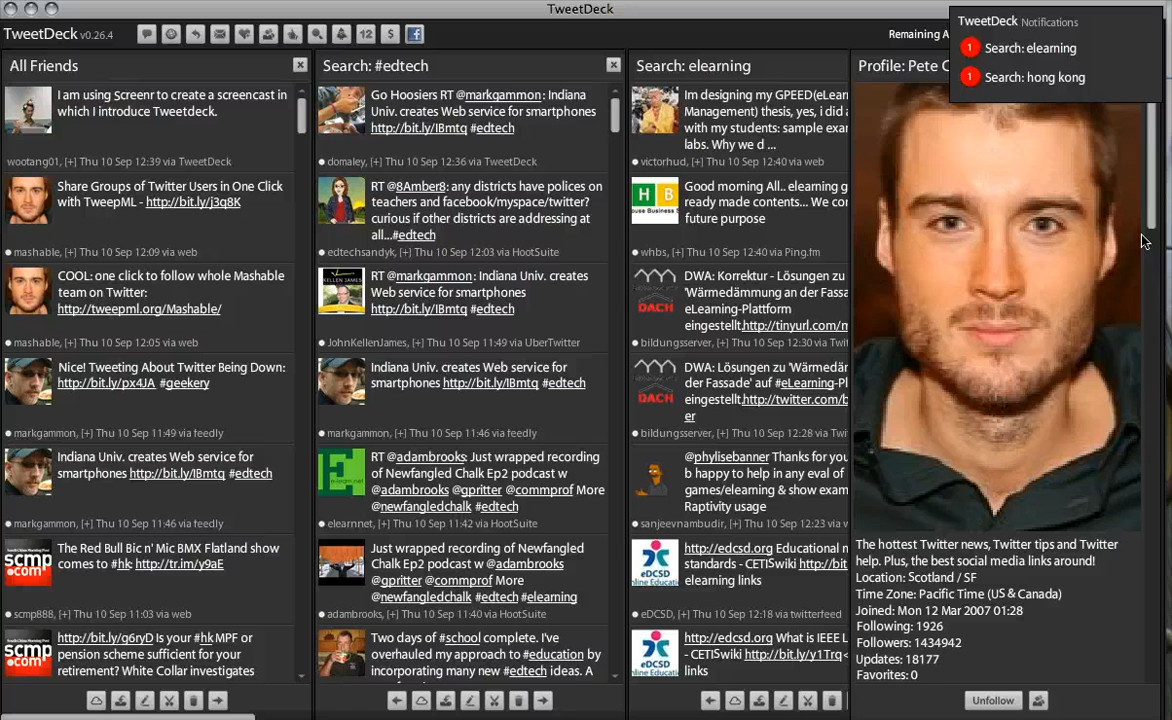 TweetDeck
TweetDeck v0.26.4
12
$
Remaining A
TweetDeck Notifications
1 Search: elearning
1 Search: hong kong
All Friends
I am using Screenr to create a screencast in
which I introduce Tweetdeck.
wootang01, [+] Thu 10 Sep 12:39 via TweetDeck
Share Groups of Twitter Users in One Click
with TweepML - http://bit.ly/j3q8K
mashable, [+] Thu 10 Sep 12:09 via web
COOL: one click to follow whole Mashable
team on Twitter:
http://tweepml.org/Mashable/
mashable, [+] Thu 10 Sep 12:05 via web
Nice! Tweeting About Twitter Being Down:
http://bit.ly/px4JA #geekery
markgammon, [+] Thu 10 Sep 11:49 via feedly
Indiana Univ. creates Web service for
smartphones http://bit.ly/IBmtq #edtech
markgammon, [+] Thu 10 Sep 11:46 via feedly
The Red Bull Bic n' Mic BMX Flatland show
comes to #hk: http://tr.im/y9aE
scmp.com
scmp888, [+] Thu 10 Sep 11:03 via web
http://bit.ly/g6ryD Is your #hk MPF or
pension scheme sufficient for your
retirement? White Collar investigates
scmp.com
Search: #edtech
Go Hoosiers RT @markgammon: Indiana
Univ. creates Web service for smartphones
http://bit.ly/IBmtq #edtech
domaley, [+] Thu 10 Sep 12:36 via TweetDeck
RT @8Amber8: any districts have polices on
teachers and facebook/myspace/twitter?
curious if other districts are addressing at
all...#edtech
edtechsandyk, [+] Thu 10 Sep 12:03 via HootSuite
RT @markgammon: Indiana Univ. creates
Web service for smartphones
http://bit.ly/IBmtq #edtech
JohnKellenJames, [+] Thu 10 Sep 11:49 via UberTwitter
Indiana Univ. creates Web service for
smartphones http://bit.ly/IBmtq #edtech
markgammon, [+] Thu 10 Sep 11:46 via feedly
RT @adambrooks: Just wrapped recording
of Newfangled Chalk Ep2 podcast w
@adambrooks @gpritter @commprof More
@newfangledchalk #edtech
elearnnet, [+] Thu 10 Sep 11:42 via HootSuite
Just wrapped recording of Newfangled
Chalk Ep2 podcast w @adambrooks
@gpritter @commprof More
@newfangledchalk #edtech #elearning
adambrooks, [+] Thu 10 Sep 11:40 via HootSuite
Two days of #school complete. I've
overhauled my approach to #education by
incorporating many new #edtech ideas. A
Search: elearning
Im designing my GPEED(eLear
Management) thesis, yes, i did a
with my students: sample exar
labs. Why we d ...
victorhud, [+] Thu 10 Sep 12:40 via web
Good morning All.. elearning g
ready made contents... We co
future purpose
whbs, [+] Thu 10 Sep 12:40 via Ping.fm
DWA: Korrektur - Lösungen zu
'Wärmedämmung an der Fassa
eLearning-Plattform
eingestellt.http://tinyurl.com/m
bildungsserver, [+] Thu 10 Sep 12:30 via Twit
DWA: Lösungen zu 'Wärmedä
der Fassade' auf #eLearning-Pl
eingestellt.http://twitter.com/b
er
bildungsserver, [+] Thu 10 Sep 12:28 via Twit
@phylisebanner Thanks for you
b happy to help in any eval of
games/elearning & show exam
Raptivity usage
sanjeevnambudir, [+] Thu 10 Sep 12:23 via w
http://edcsd.org Educational m
standards - CETISwiki http://bit
elearning links
eDCSD, [+] Thu 10 Sep 12:18 via twitterfeed
http://edcsd.org What is IEEE L
- CETISwiki http://bit.ly/1Trq<
links
Profile: Pete C
The hottest Twitter news, Twitter tips and Twitter
help. Plus, the best social media links around!
Location: Scotland / SF
Time Zone: Pacific Time (US & Canada)
Joined: Mon 12 Mar 2007 01:28
Following: 1926
Followers: 1434942
Updates: 18177
Favorites: 0
Unfollow